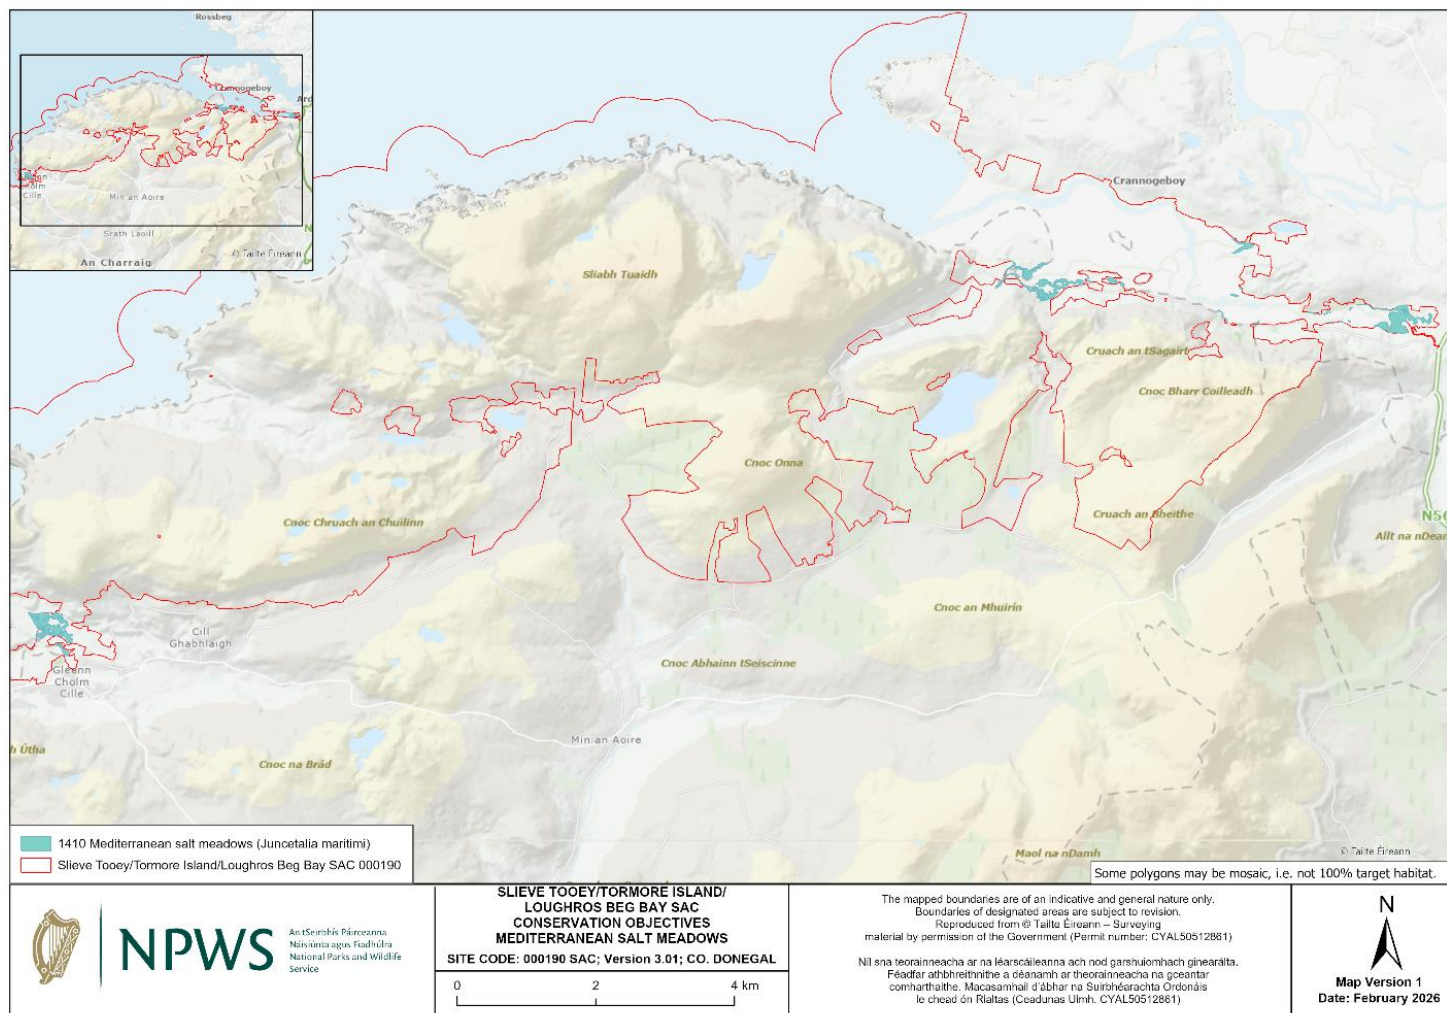 Rossbeg
Crannogeboy
Cille
Min an Aoire
Srath Laoill
© Tailte Éireann
An Charraig
Crannogeboy
Sliabh Tuaidh
Cruach an tSagairt
Cnoc Bharr Coilleadh
Cnoc Onna
Cnoc Chruach an Chuilinn
Cruach an Bheithe
N56
Allt na nDear
Cnoc an Mhuirín
Cill
Ghabhlaigh
Cnoc Abhainn tSeiscinne
Gleann
Cholm
Cille
Min an Aoire
h Útha
Cnoc na Brád
Maol na nDamh
© Tailte Éireann
1410 Mediterranean salt meadows (Juncetalia maritimi)
Slieve Tooey/Tormore Island/Loughros Beg Bay SAC 000190
Some polygons may be mosaic, i.e. not 100% target habitat.
NPWS
An tSeirbhís Páirceanna
Náisiúnta agus Fiadhúlra
National Parks and Wildlife
Service
SLIEVE TOOEY/TORMORE ISLAND/
LOUGHROS BEG BAY SAC
CONSERVATION OBJECTIVES
MEDITERRANEAN SALT MEADOWS
SITE CODE: 000190 SAC; Version 3.01; CO. DONEGAL
0 2 4 km
The mapped boundaries are of an indicative and general nature only.
Boundaries of designated areas are subject to revision.
Reproduced from © Tailte Éireann – Surveying
material by permission of the Government (Permit number: CYAL50512861)
Níl sna teorainneacha ar na léarscáileanna ach nod garshuiomhach ginearálta.
Féadfar athbhreithnithe a déanamh ar theorainneacha na gceantar
comharthaithe. Macasamhail d'ábhar na Suirbhéarachta Ordonáis
le chead ón Rialtas (Ceadunas Uimh. CYAL50512861)
N
Map Version 1
Date: February 2026